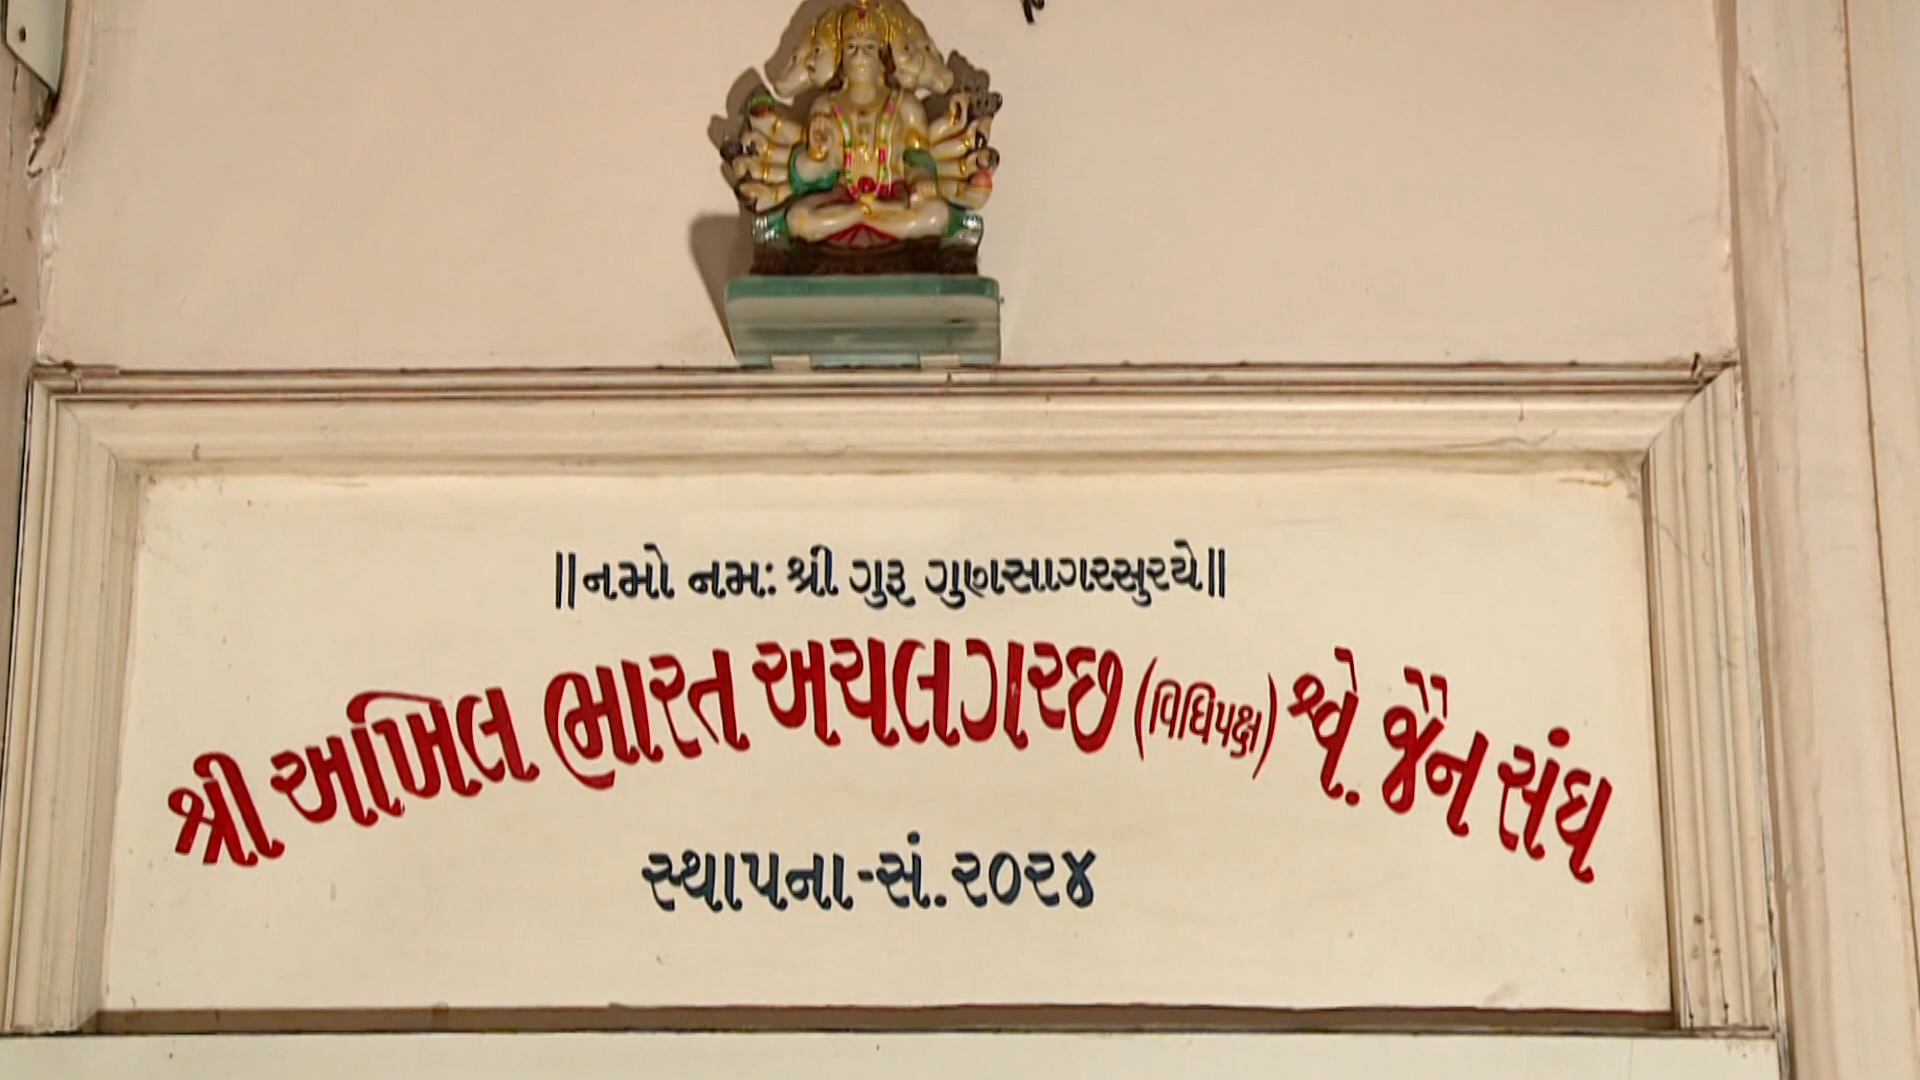 ॥નમો નમઃ શ્રી ગુરૂ ગુણસાગરસુરયે॥
શ્રી અખિલ ભારત અચલગચ્છ (વિધિપક્ષ) શ્વે. જૈન સંઘ
સ્થાપના-સં. ૨૦૨૪